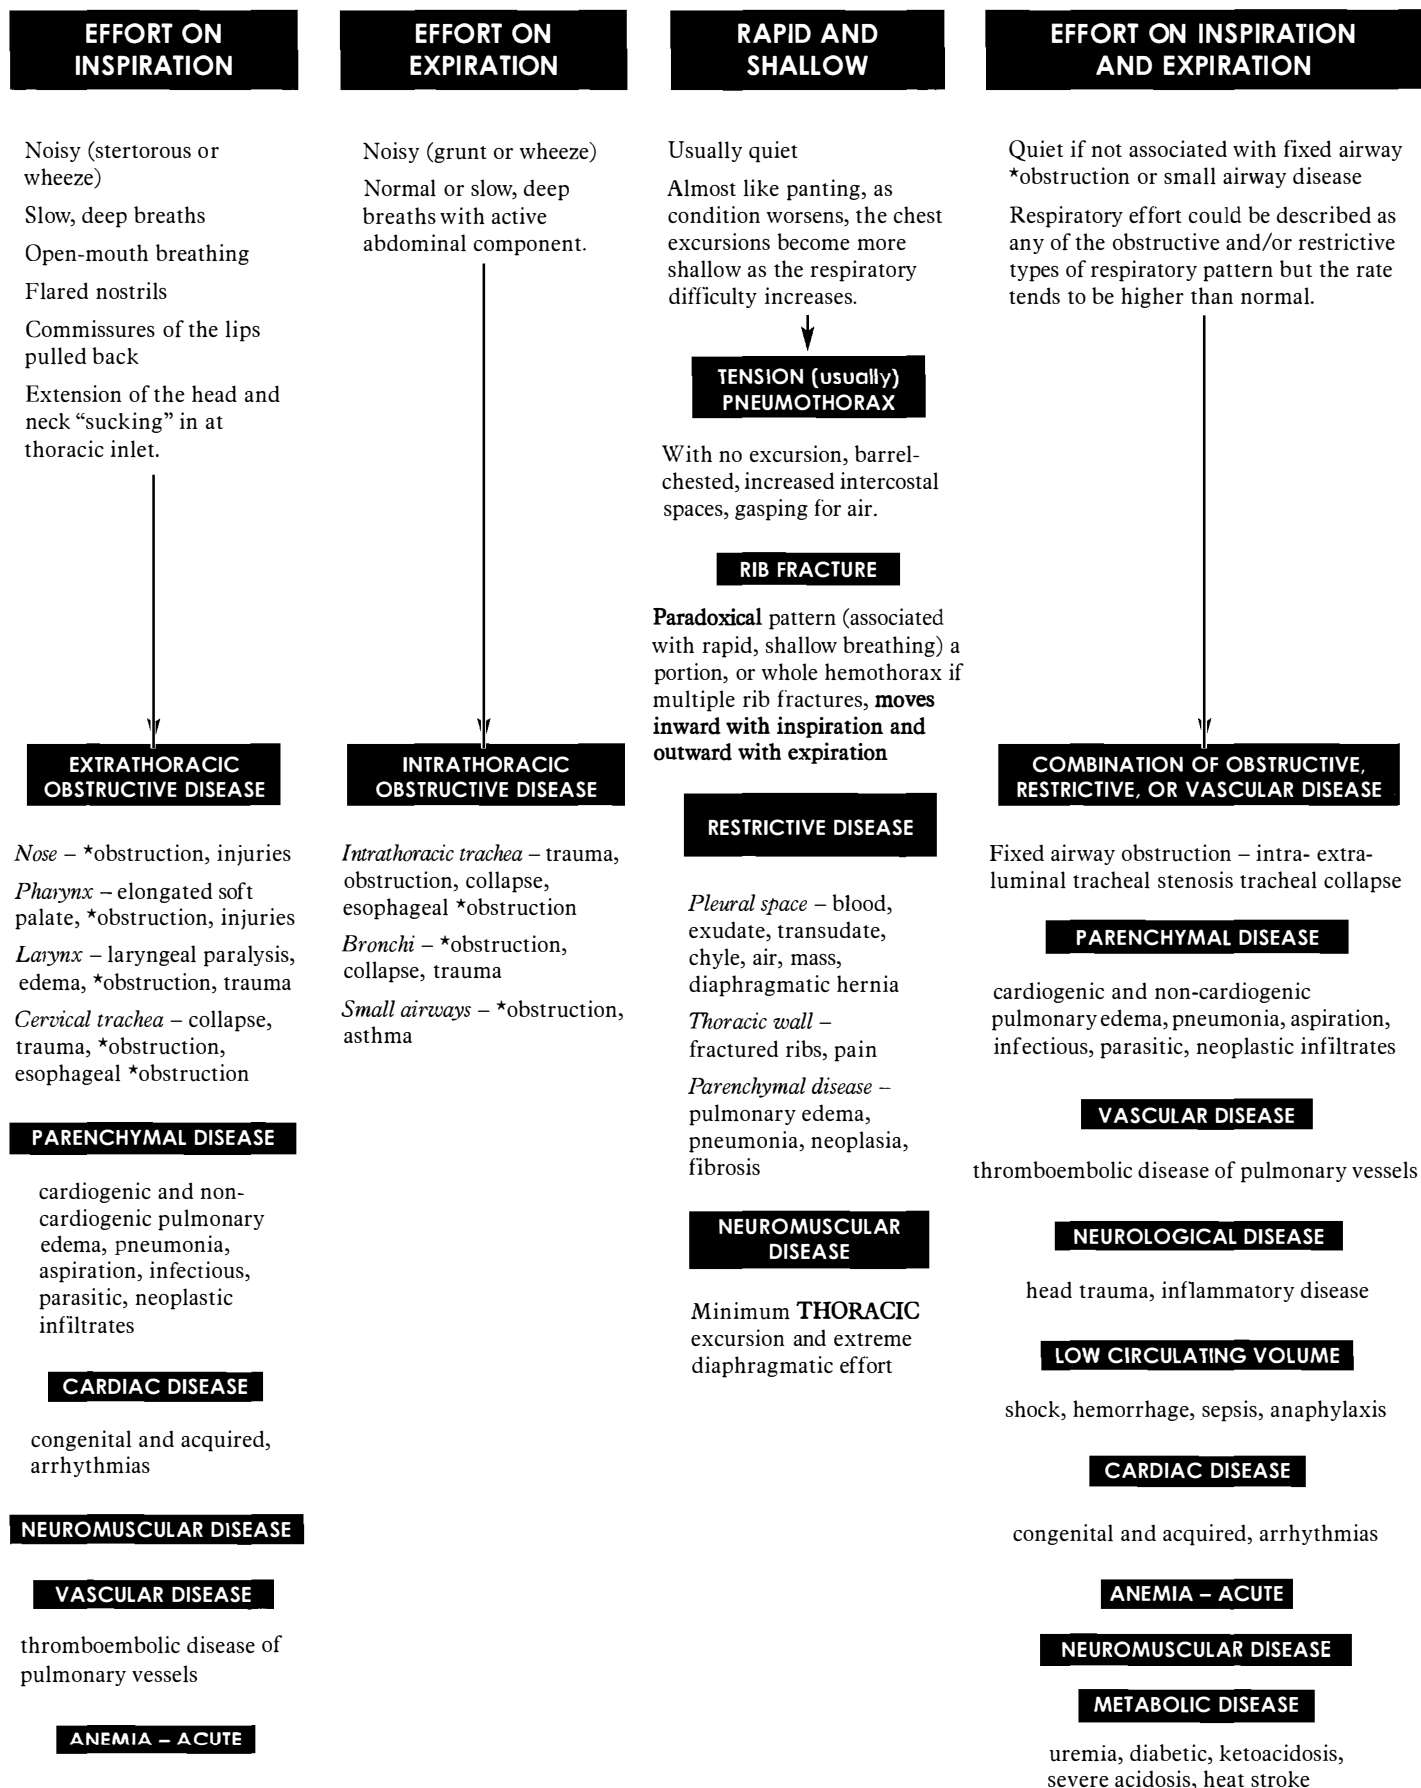 EFFORT ON
INSPIRATION
Noisy (stertorous or
wheeze)
Slow, deep breaths
Open-mouth breathing
Flared nostrils
Commissures of the lips
pulled back
Extension of the head and
neck “sucking” in at
thoracic inlet.
EXTRATHORACIC
OBSTRUCTIVE DISEASE
Nose – *obstruction, injuries
Pharynx – elongated soft
palate, *obstruction, injuries
Larynx – laryngeal paralysis,
edema, *obstruction, trauma
Cervical trachea – collapse,
trauma, *obstruction,
esophageal *obstruction
PARENCHYMAL DISEASE
cardiogenic and non-
cardiogenic pulmonary
edema, pneumonia,
aspiration, infectious,
parasitic, neoplastic
infiltrates
CARDIAC DISEASE
congenital and acquired,
arrhythmias
NEUROMUSCULAR DISEASE
VASCULAR DISEASE
thromboembolic disease of
pulmonary vessels
ANEMIA – ACUTE
EFFORT ON
EXPIRATION
Noisy (grunt or wheeze)
Normal or slow, deep
breaths with active
abdominal component.
INTRATHORACIC
OBSTRUCTIVE DISEASE
Intrathoracic trachea – trauma,
obstruction, collapse,
esophageal *obstruction
Bronchi – *obstruction,
collapse, trauma
Small airways – *obstruction,
asthma
RAPID AND
SHALLOW
Usually quiet
Almost like panting, as
condition worsens, the chest
excursions become more
shallow as the respiratory
difficulty increases.
TENSION (usually)
PNEUMOTHORAX
With no excursion, barrel-
chested, increased intercostal
spaces, gasping for air.
RIB FRACTURE
Paradoxical pattern (associated
with rapid, shallow breathing) a
portion, or whole hemothorax if
multiple rib fractures, moves
inward with inspiration and
outward with expiration
RESTRICTIVE DISEASE
Pleural space – blood,
exudate, transudate,
chyle, air, mass,
diaphragmatic hernia
Thoracic wall –
fractured ribs, pain
Parenchymal disease –
pulmonary edema,
pneumonia, neoplasia,
fibrosis
NEUROMUSCULAR
DISEASE
Minimum THORACIC
excursion and extreme
diaphragmatic effort
EFFORT ON INSPIRATION
AND EXPIRATION
Quiet if not associated with fixed airway
*obstruction or small airway disease
Respiratory effort could be described as
any of the obstructive and/or restrictive
types of respiratory pattern but the rate
tends to be higher than normal.
COMBINATION OF OBSTRUCTIVE,
RESTRICTIVE, OR VASCULAR DISEASE
Fixed airway obstruction – intra- extra-
luminal tracheal stenosis tracheal collapse
PARENCHYMAL DISEASE
cardiogenic and non-cardiogenic
pulmonary edema, pneumonia, aspiration,
infectious, parasitic, neoplastic infiltrates
VASCULAR DISEASE
thromboembolic disease of pulmonary vessels
NEUROLOGICAL DISEASE
head trauma, inflammatory disease
LOW CIRCULATING VOLUME
shock, hemorrhage, sepsis, anaphylaxis
CARDIAC DISEASE
congenital and acquired, arrhythmias
ANEMIA – ACUTE
NEUROMUSCULAR DISEASE
METABOLIC DISEASE
uremia, diabetic, ketoacidosis,
severe acidosis, heat stroke